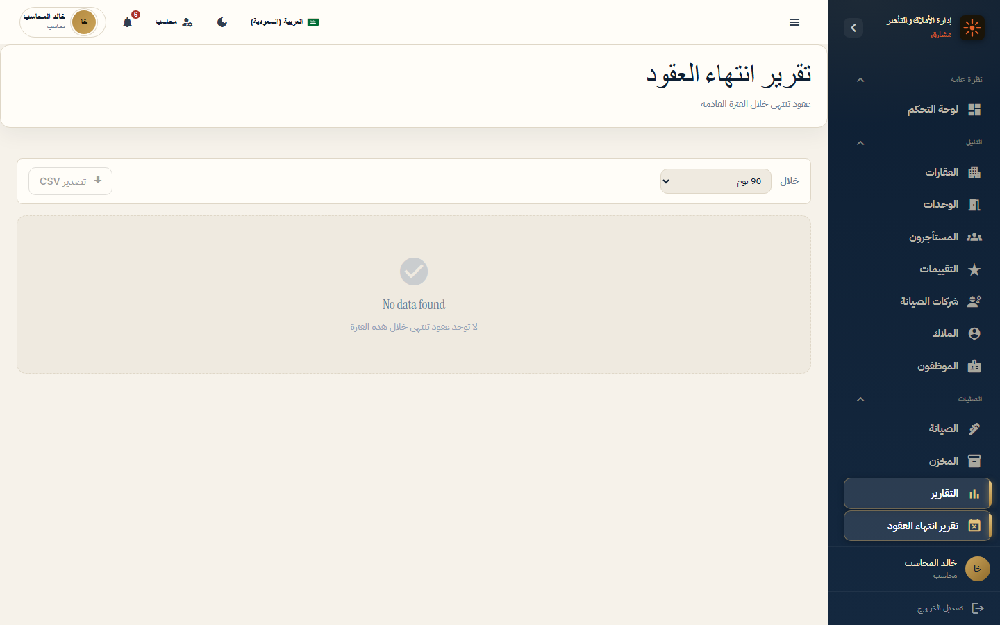 إدارة الأملاك والتأجير
مشارق
نظرة عامة
لوحة التحكم
الدليل
العقارات
الوحدات
المستأجرون
التقييمات
شركات الصيانة
الملاك
الموظفون
العمليات
الصيانة
المخزن
التقارير
تقرير انتهاء العقود
خا
خالد المحاسب
محاسب
تسجيل الخروج
العربية (السعودية)
محاسب
6
خا
خالد المحاسب
محاسب
تقرير انتهاء العقود
عقود تنتهي خلال الفترة القادمة
خلال
90 يوم
تصدير CSV
No data found
لا توجد عقود تنتهي خلال هذه الفترة